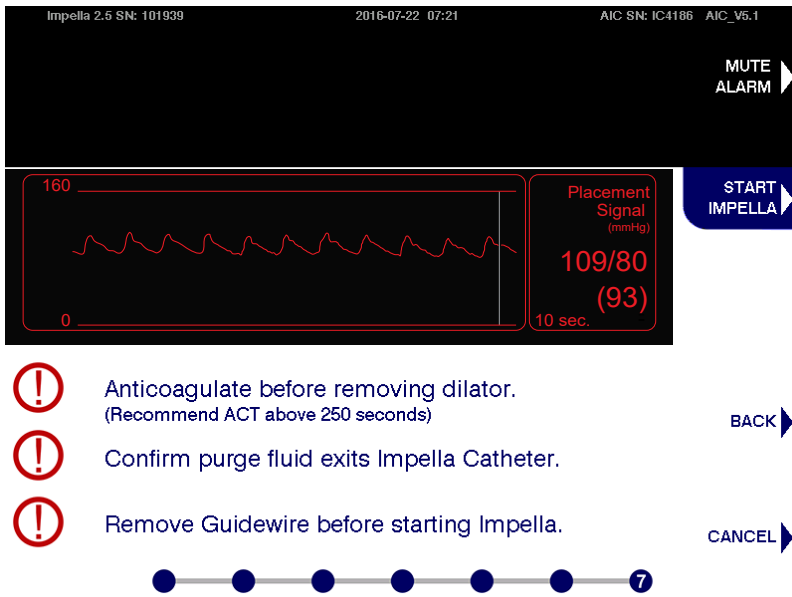 Impella 2.5 SN: 101939 2016-07-22 07:21 AIC SN: IC4186 AIC_V5.1
MUTE
ALARM
START
IMPELLA
160
Placement
Signal
(mmHg)
109/80
(93)
0
10 sec.
Anticoagulate before removing dilator.
(Recommend ACT above 250 seconds)
BACK
Confirm purge fluid exits Impella Catheter.
Remove Guidewire before starting Impella.
CANCEL
7